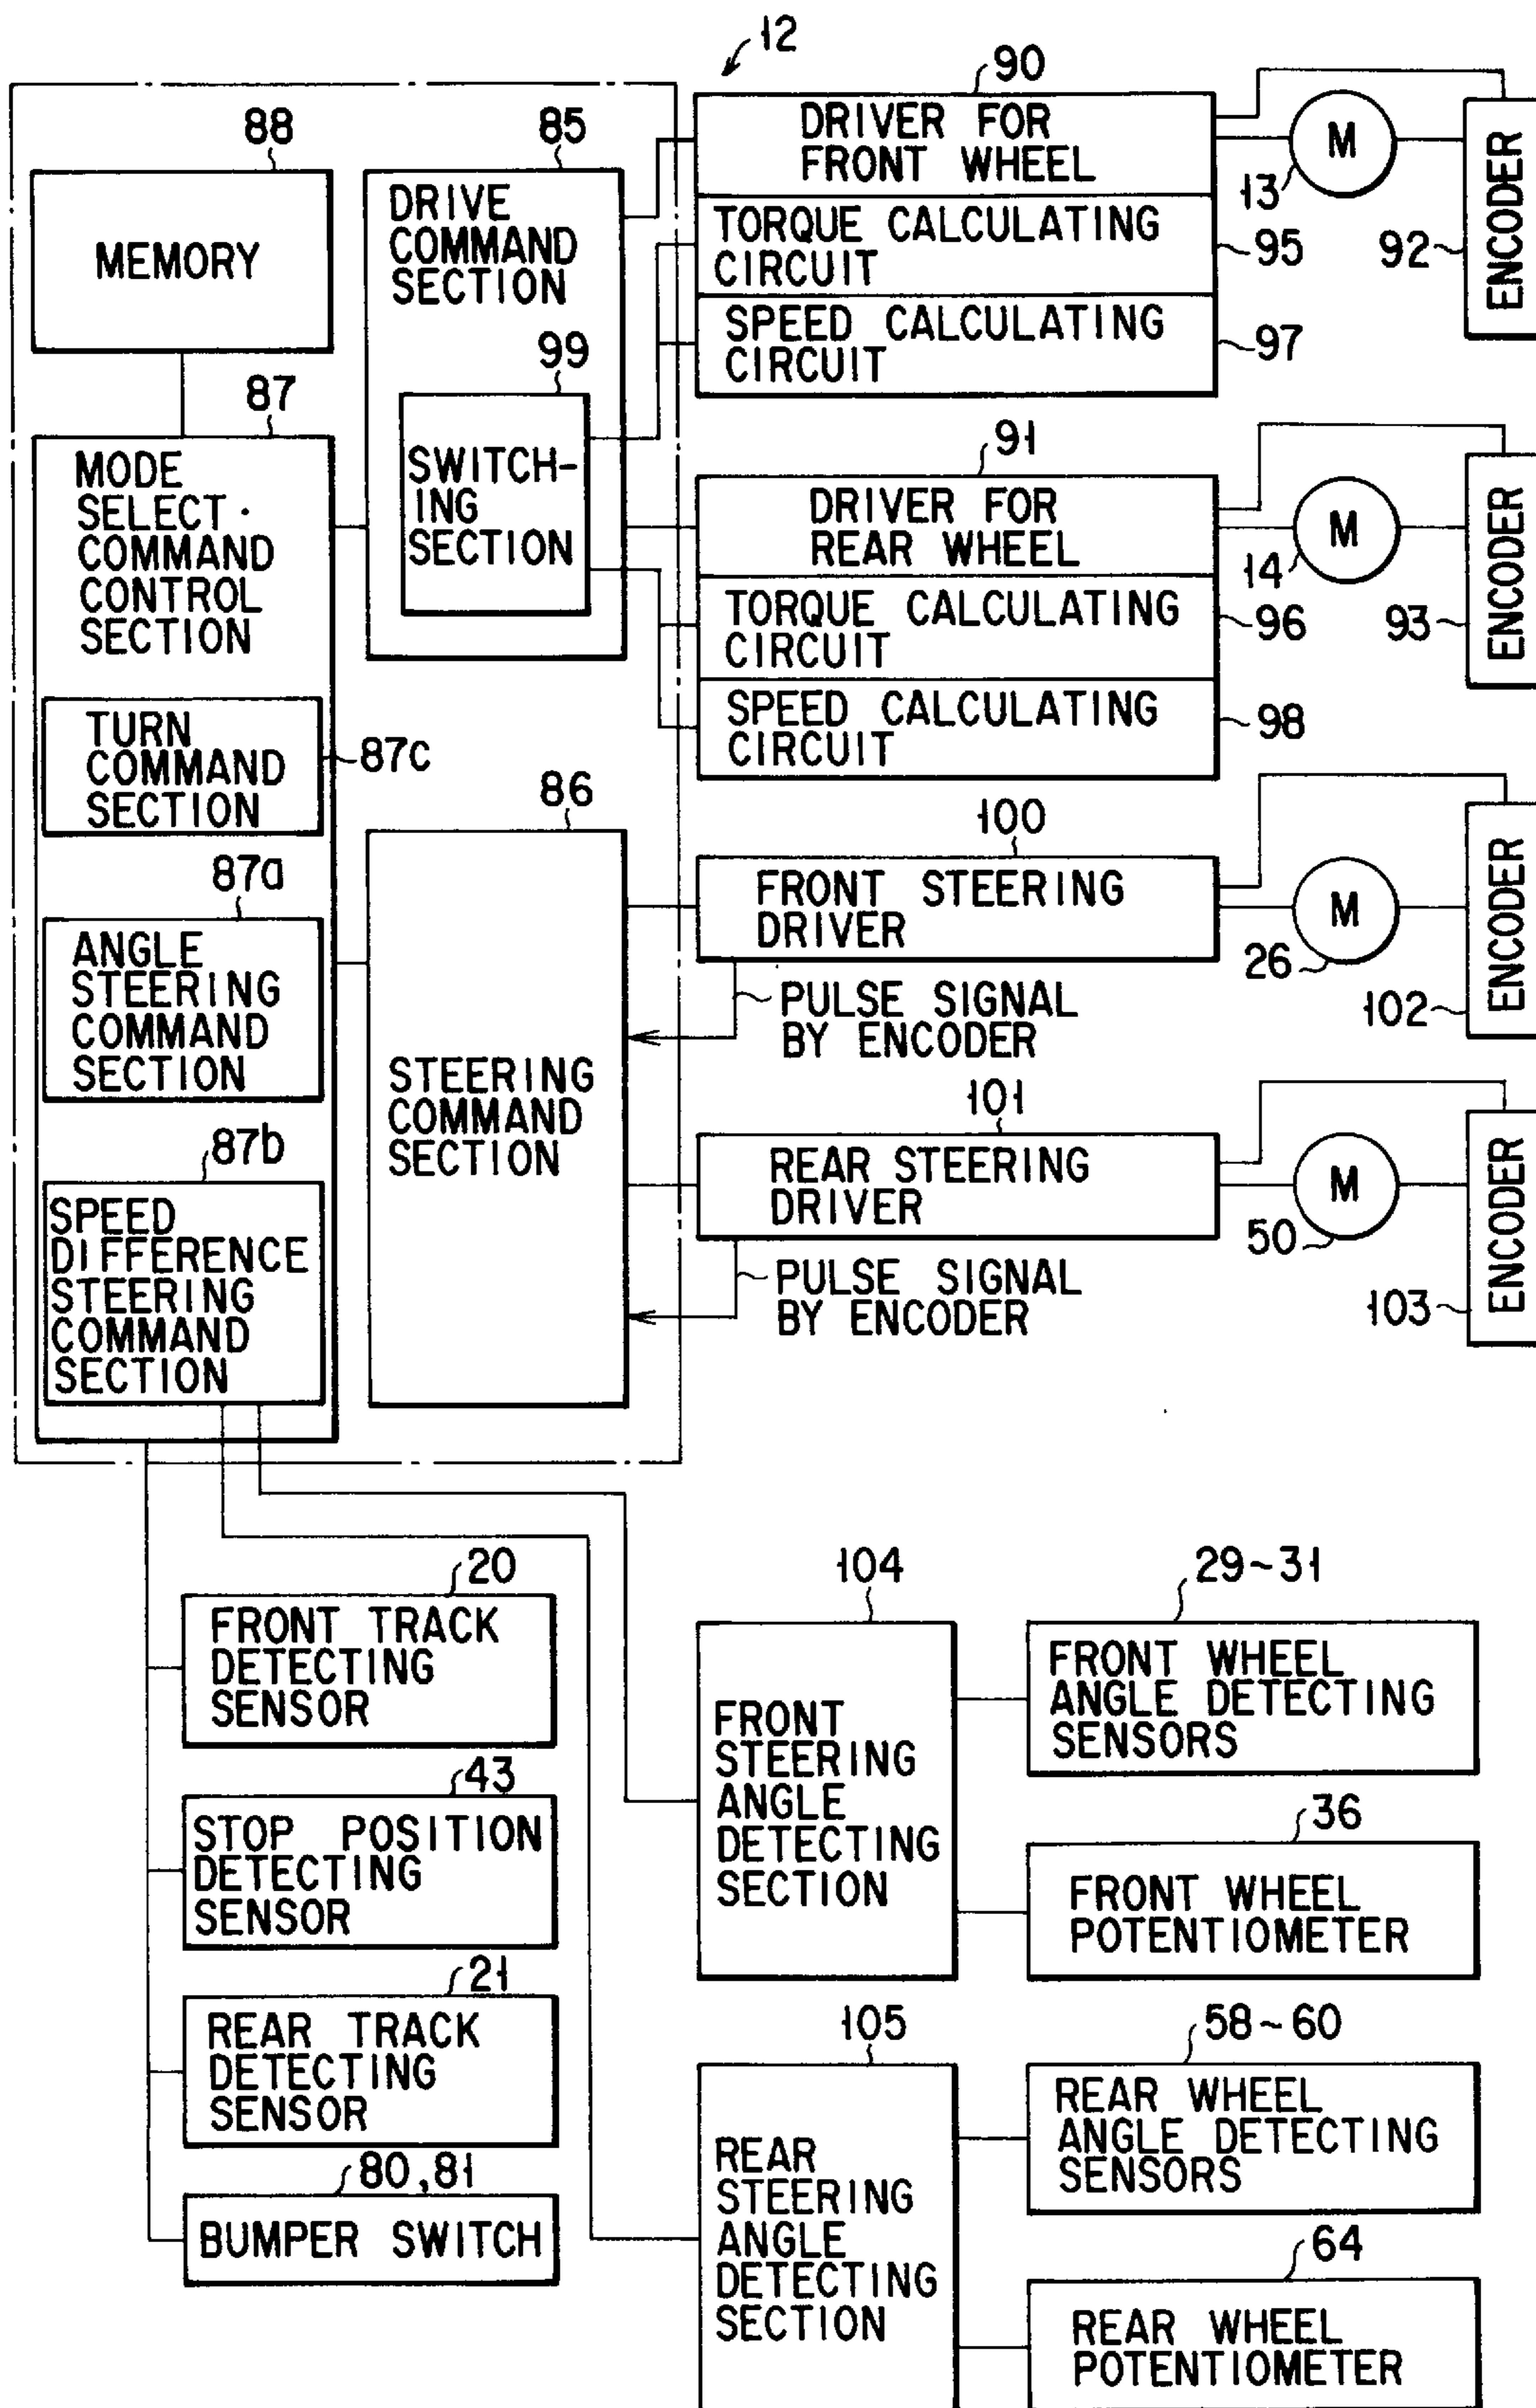 12
88
MEMORY
85
DRIVE
COMMAND
SECTION
99
SWITCH-
ING
SECTION
87
MODE
SELECT·
COMMAND
CONTROL
SECTION
TURN
COMMAND
SECTION
87c
87a
ANGLE
STEERING
COMMAND
SECTION
87b
SPEED
DIFFERENCE
STEERING
COMMAND
SECTION
86
STEERING
COMMAND
SECTION
90
DRIVER FOR
FRONT WHEEL
TORQUE CALCULATING
CIRCUIT
95
SPEED CALCULATING
CIRCUIT
97
M
13
ENCODER
92
91
DRIVER FOR
REAR WHEEL
TORQUE CALCULATING
CIRCUIT
96
SPEED CALCULATING
CIRCUIT
98
M
14
ENCODER
93
100
FRONT STEERING
DRIVER
PULSE SIGNAL
BY ENCODER
M
26
ENCODER
102
101
REAR STEERING
DRIVER
PULSE SIGNAL
BY ENCODER
M
50
ENCODER
103
20
FRONT TRACK
DETECTING
SENSOR
43
STOP POSITION
DETECTING
SENSOR
21
REAR TRACK
DETECTING
SENSOR
80,81
BUMPER SWITCH
104
FRONT
STEERING
ANGLE
DETECTING
SECTION
29~31
FRONT WHEEL
ANGLE DETECTING
SENSORS
36
FRONT WHEEL
POTENTIOMETER
105
REAR
STEERING
ANGLE
DETECTING
SECTION
58~60
REAR WHEEL
ANGLE DETECTING
SENSORS
64
REAR WHEEL
POTENTIOMETER